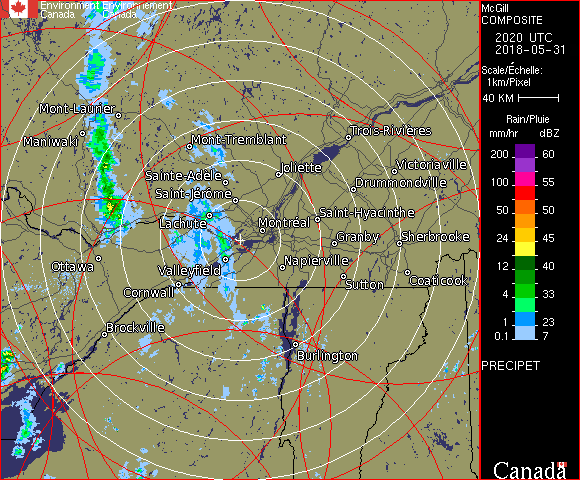 Environment Environnement
Canada Canada
McGill
COMPOSITE
2020 UTC
2018-05-31
Scale/Échelle:
1km/Pixel
40 KM
Rain/Pluie
mm/hr dBZ
200 60
150 57
100 55
50 50
24 45
12 40
4 33
1 23
0.1 7
PRECIPET
Canada
Mont-Laurier
Maniwaki
Mont-Tremblant
Trois-Rivières
Sainte-Adèle
Joliette
Victoriaville
Drummondville
Saint-Jérôme
Lachute
Montréal
Saint-Hyacinthe
Granby
Sherbrooke
Ottawa
Valleyfield
Napierville
Cornwall
Sutton
Coaticook
Brockville
Burlington